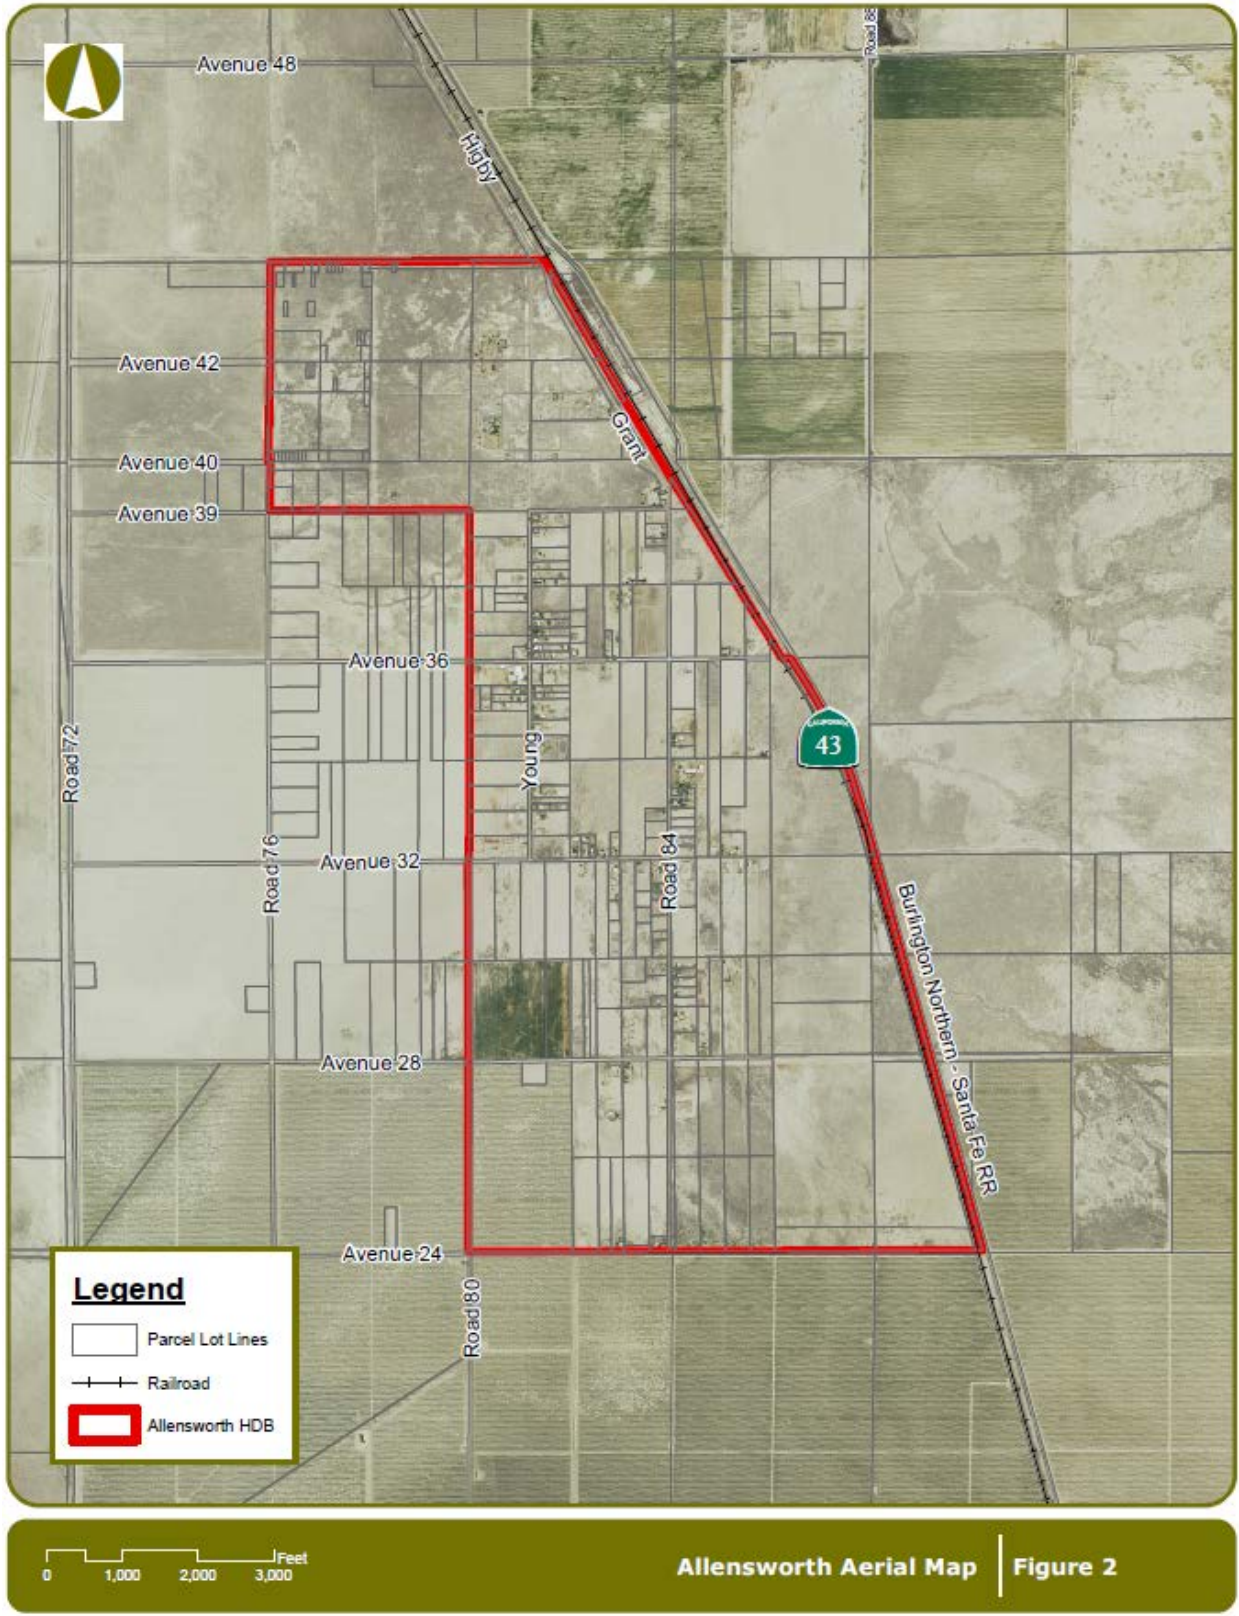 Road 88
Avenue 48
Higby
Avenue 42
Grant
Avenue 40
Avenue 39
Avenue 36
CALIFORNIA
43
Young
Road 72
Road 76
Avenue 32
Road 84
Burlington Northern - Santa Fe RR
Avenue 28
Avenue 24
Road 80
Legend
Parcel Lot Lines
Railroad
Allensworth HDB
Feet
0 1,000 2,000 3,000
Allensworth Aerial Map
Figure 2